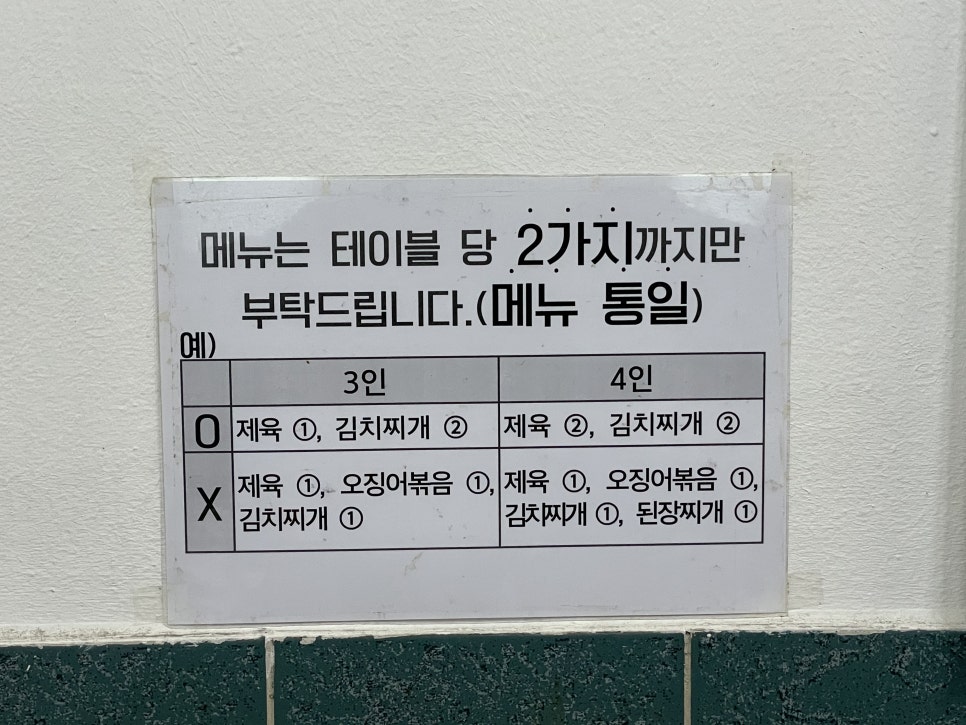 메뉴는 테이블 당 2가지까지만
부탁드립니다.(메뉴 통일)
예)
3인 4인
O 제육 ①, 김치찌개 ② 제육 ②, 김치찌개 ②
X 제육 ①, 오징어볶음 ①, 제육 ①, 오징어볶음 ①,
김치찌개 ① 김치찌개 ①, 된장찌개 ①